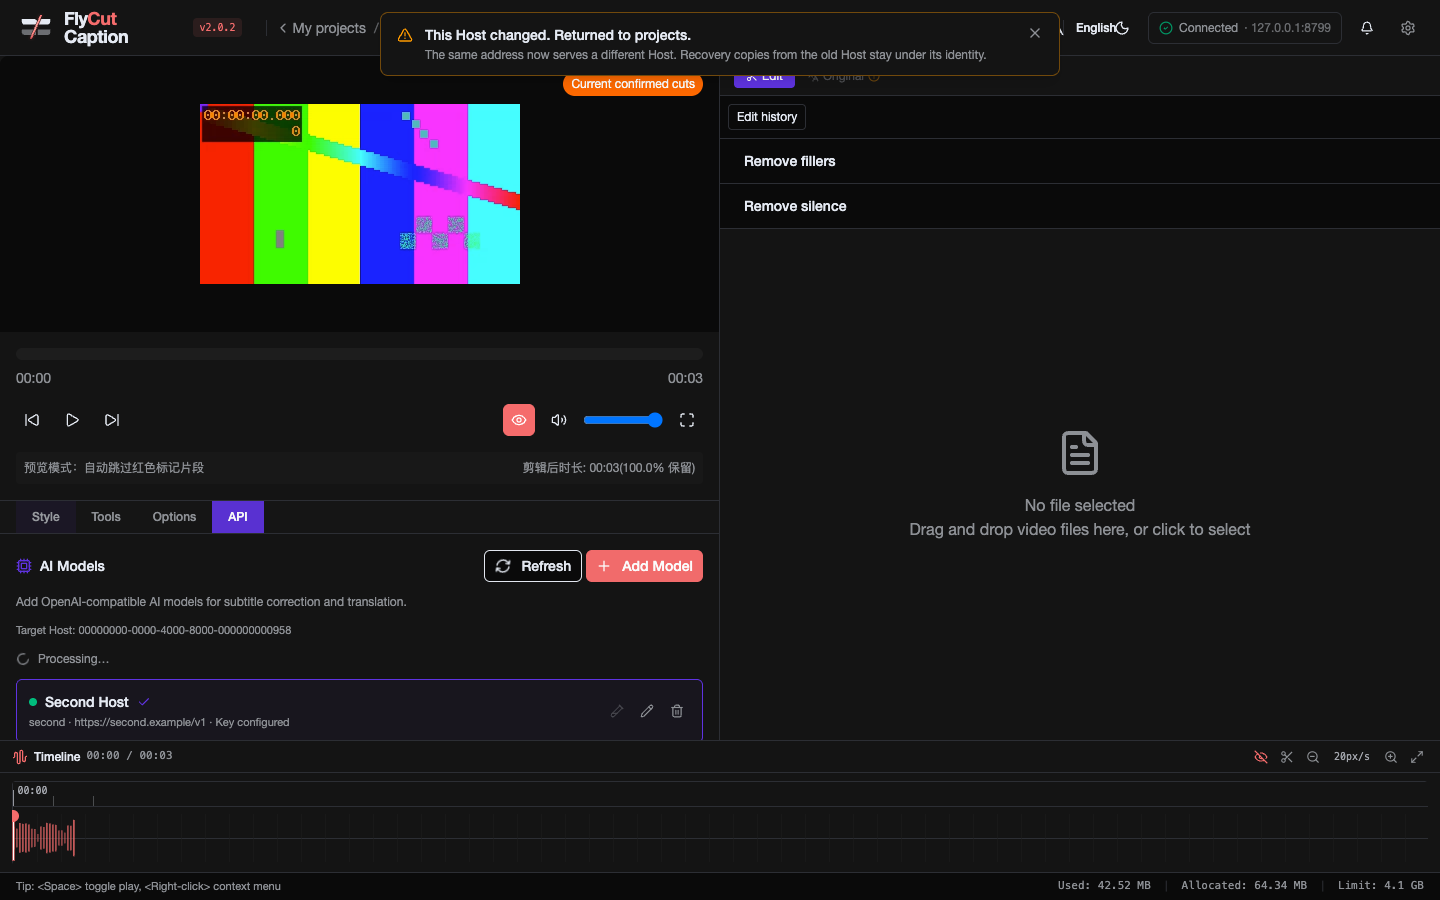 FlyCut
Caption
v2.0.2
My projects /
This Host changed. Returned to projects.
The same address now serves a different Host. Recovery copies from the old Host stay under its identity.
English
Connected · 127.0.0.1:8799
Current confirmed cuts
Edit
Original
00:00:00.000
0
Edit history
Remove fillers
Remove silence
00:00
00:03
预览模式：自动跳过红色标记片段
剪辑后时长: 00:03(100.0% 保留)
Style
Tools
Options
API
AI Models
Refresh
Add Model
Add OpenAI-compatible AI models for subtitle correction and translation.
Target Host: 00000000-0000-4000-8000-000000000958
Processing...
Second Host
second · https://second.example/v1 · Key configured
No file selected
Drag and drop video files here, or click to select
Timeline 00:00 / 00:03
20px/s
00:00
Tip: <Space> toggle play, <Right-click> context menu
Used: 42.52 MB
Allocated: 64.34 MB
Limit: 4.1 GB